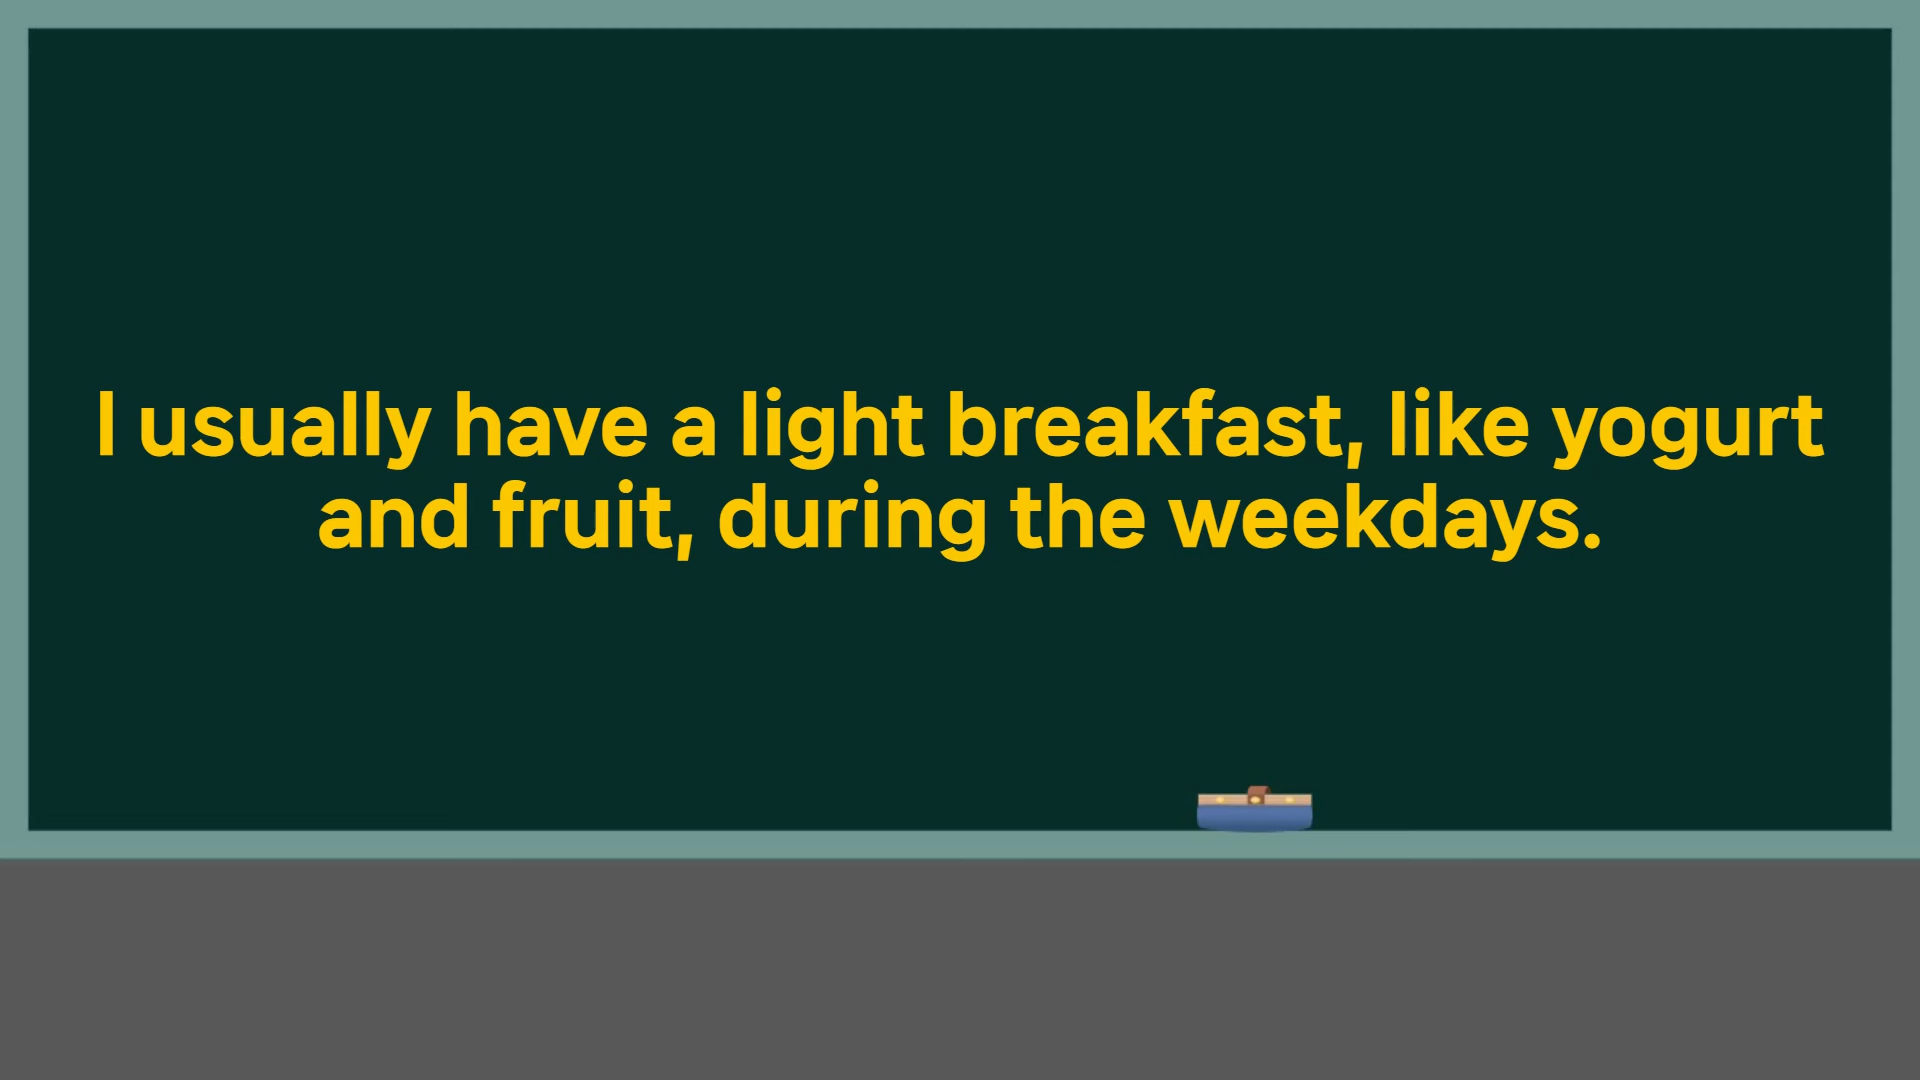 I usually have a light breakfast, like yogurt
and fruit, during the weekdays.